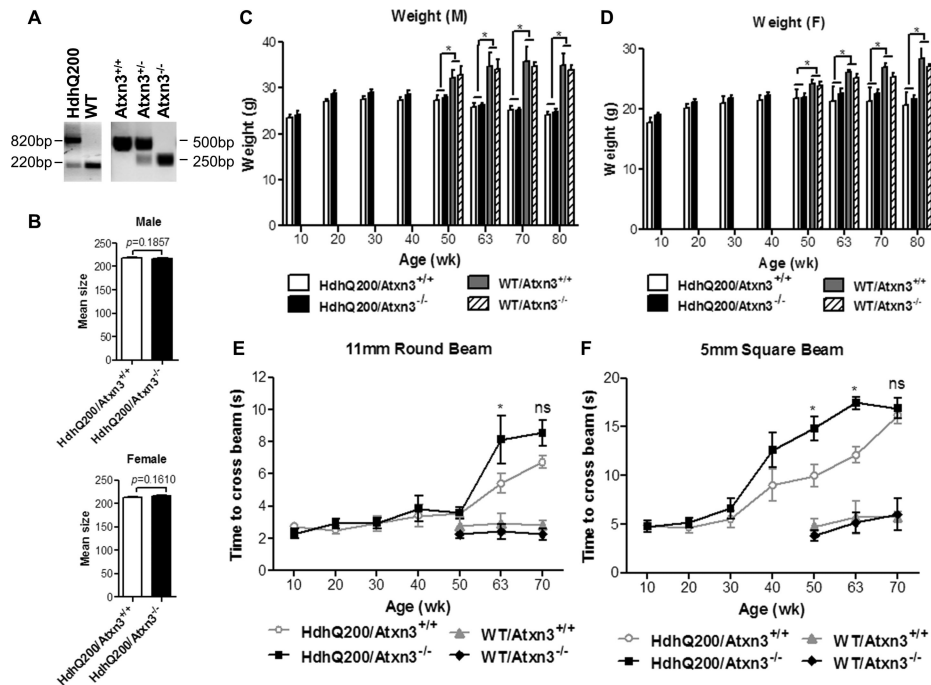 A
HdhQ200
WT
Atxn3+/+
Atxn3+/-
Atxn3-/-
820bp
220bp
500bp
250bp
B
Male
p=0.1857
Mean size
250
200
150
100
50
0
HdhQ200/Atxn3+/+
HdhQ200/Atxn3-/-
Female
p=0.1610
Mean size
250
200
150
100
50
0
HdhQ200/Atxn3+/+
HdhQ200/Atxn3-/-
C
Weight (M)
Weight (g)
40
30
20
10
0
* * * *
10 20 30 40 50 63 70 80
Age (wk)
HdhQ200/Atxn3+/+ WT/Atxn3+/+
HdhQ200/Atxn3-/- WT/Atxn3-/-
D
Weight (F)
Weight (g)
30
20
10
0
* * * *
10 20 30 40 50 63 70 80
Age (wk)
HdhQ200/Atxn3+/+ WT/Atxn3+/+
HdhQ200/Atxn3-/- WT/Atxn3-/-
E
11mm Round Beam
Time to cross beam (s)
12
10
8
6
4
2
0
* ns
10 20 30 40 50 63 70
Age (wk)
HdhQ200/Atxn3+/+ WT/Atxn3+/+
HdhQ200/Atxn3-/- WT/Atxn3-/-
F
5mm Square Beam
Time to cross beam (s)
20
15
10
5
0
* * ns
10 20 30 40 50 63 70
Age (wk)
HdhQ200/Atxn3+/+ WT/Atxn3+/+
HdhQ200/Atxn3-/- WT/Atxn3-/-